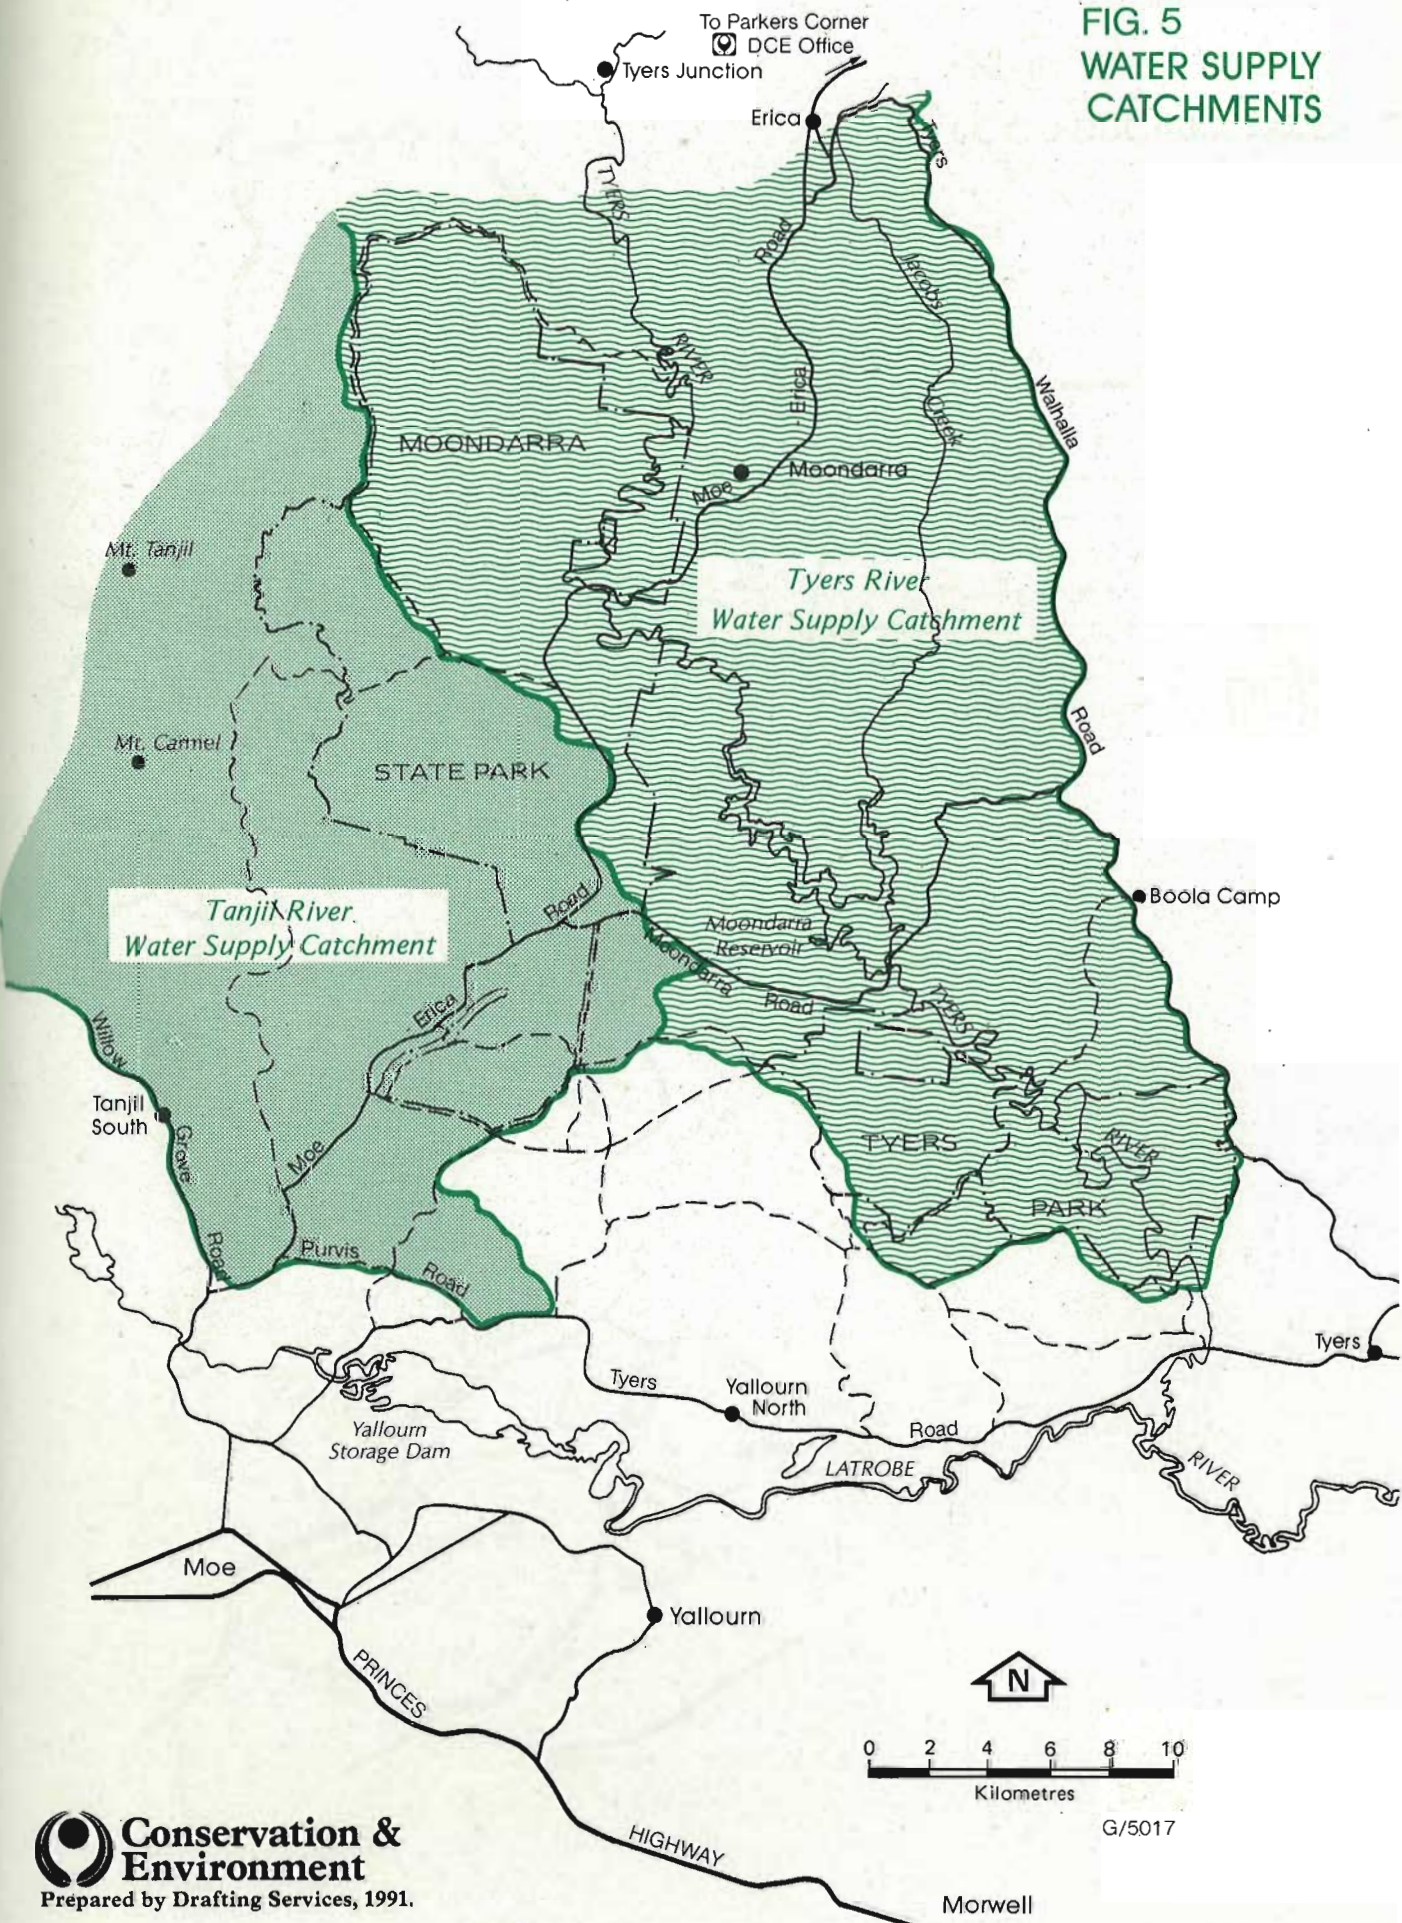 FIG. 5
WATER SUPPLY
CATCHMENTS
To Parkers Corner
DCE Office
Tyers Junction
Erica
Tyers
TYERS
Road
Jacobs
RIVER
Erica
Walhalla
Creek
MOONDARRA
Moondarra
Moe
Mt. Tanjil
Tyers River
Water Supply Catchment
Road
Mt. Carmel
STATE PARK
Boola Camp
Road
Tanjil River
Water Supply Catchment
Moondarra
Reservoir
Moondarra
Road
Erica
TYERS
Willow
Tanjil
South
Grove
Moe
TYERS
RIVER
PARK
Road
Purvis
Road
Tyers
Tyers
Yallourn
North
Road
Yallourn
Storage Dam
LATROBE
RIVER
Moe
Yallourn
PRINCES
N
0 2 4 6 8 10
Kilometres
G/5017
HIGHWAY
Conservation &
Environment
Prepared by Drafting Services, 1991.
Morwell